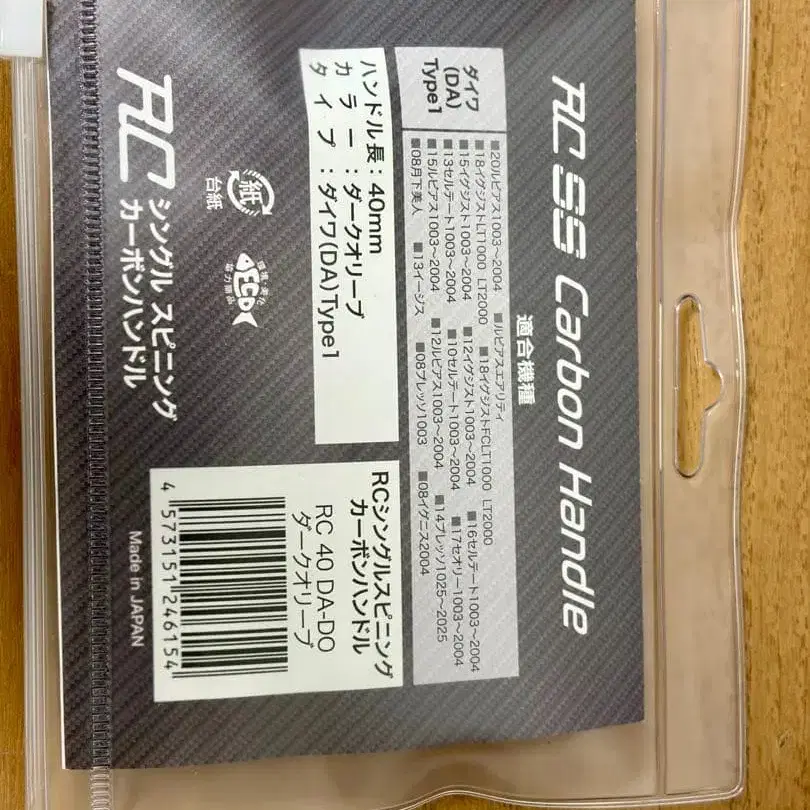 RC SS Carbon Handle
適合機種
ダイワ
(DA)
Type1
■20ルビアス1003~2004 ■ルビアスエアリティ
■18イグジストLT1000 LT2000 ■18イグジストFCLT1000 LT2000
■15イグジスト1003~2004 ■12イグジスト1003~2004 ■16セルテート1003~2004
■13セルテート1003~2004 ■10セルテート1003~2004 ■17セオリー1003~2004
■15ルビアス1003~2004 ■12ルビアス1003~2004 ■14プレッソ1025~2025
■08月下美人 ■13イージス ■08プレッソ1003 ■08イグニス2004
ハンドル長:40mm
カラー:ダークオリーブ
タイプ:ダイワ(DA)Type1
RCシングルスピニング
カーボンハンドル
RC 40 DA-DO
ダークオリーブ
4 573151 246154
紙
台紙
環境・美化
ECO
協力商品
RC シングル スピニング
カーボンハンドル
Made in JAPAN